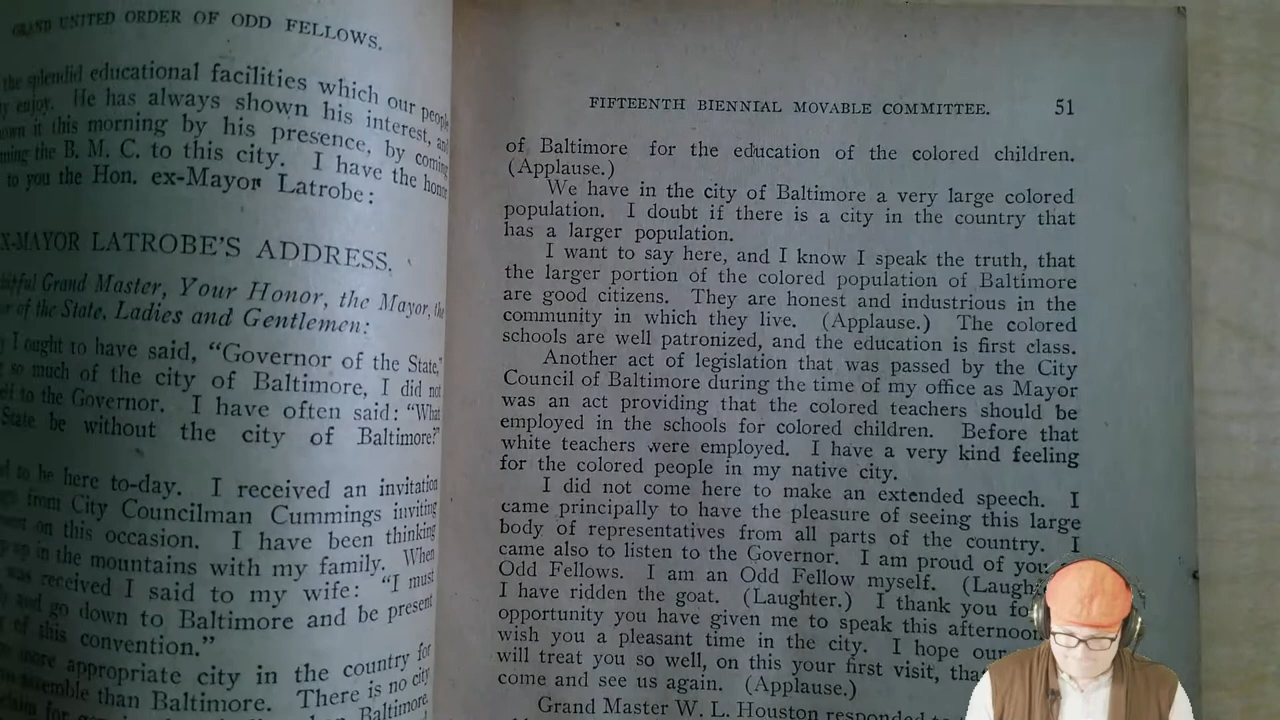 GRAND UNITED ORDER OF ODD FELLOWS.
the splendid educational facilities which our people
enjoy. He has always shown his interest, and
it this morning by his presence, by coming
the B. M. C. to this city. I have the honor
to you the Hon. ex-Mayor Latrobe:
EX-MAYOR LATROBE'S ADDRESS.
Grand Master, Your Honor, the Mayor, the
of the State, Ladies and Gentlemen:
I ought to have said, "Governor of the State,"
so much of the city of Baltimore, I did not
to the Governor. I have often said: "What
State be without the city of Baltimore?"
to be here to-day. I received an invitation
from City Councilman Cummings inviting
on this occasion. I have been thinking
up in the mountains with my family. When
was received I said to my wife: "I must
and go down to Baltimore and be present
of this convention."
more appropriate city in the country for
assemble than Baltimore. There is no city
Baltimore.
FIFTEENTH BIENNIAL MOVABLE COMMITTEE. 51
of Baltimore for the education of the colored children.
(Applause.)
We have in the city of Baltimore a very large colored
population. I doubt if there is a city in the country that
has a larger population.
I want to say here, and I know I speak the truth, that
the larger portion of the colored population of Baltimore
are good citizens. They are honest and industrious in the
community in which they live. (Applause.) The colored
schools are well patronized, and the education is first class.
Another act of legislation that was passed by the City
Council of Baltimore during the time of my office as Mayor
was an act providing that the colored teachers should be
employed in the schools for colored children. Before that
white teachers were employed. I have a very kind feeling
for the colored people in my native city.
I did not come here to make an extended speech. I
came principally to have the pleasure of seeing this large
body of representatives from all parts of the country. I
came also to listen to the Governor. I am proud of you
Odd Fellows. I am an Odd Fellow myself. (Laugh
I have ridden the goat. (Laughter.) I thank you for
opportunity you have given me to speak this afternoon
wish you a pleasant time in the city. I hope our
will treat you so well, on this your first visit, tha
come and see us again. (Applause.)
Grand Master W. L. Houston responded to